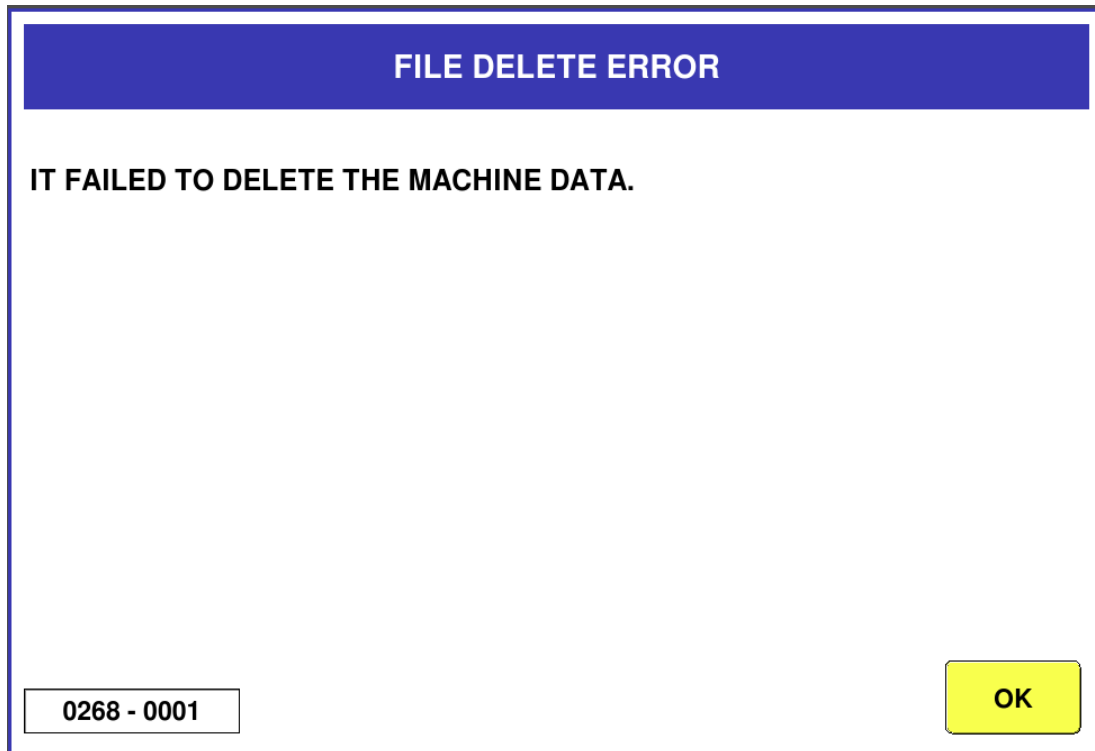 FILE DELETE ERROR
IT FAILED TO DELETE THE MACHINE DATA.
0268 - 0001
OK